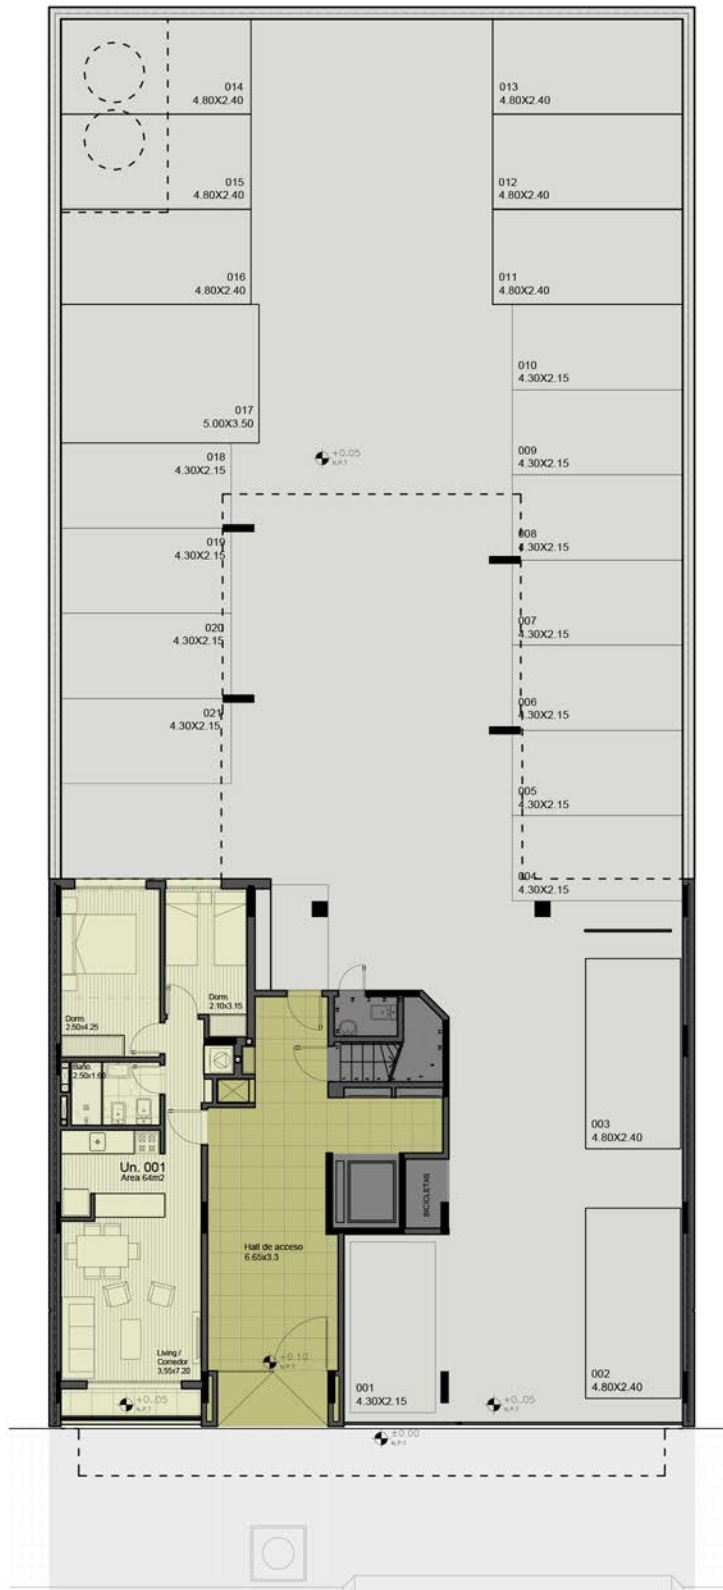 014
4.80X2.40
013
4.80X2.40
015
4.80X2.40
012
4.80X2.40
016
4.80X2.40
011
4.80X2.40
010
4.30X2.15
017
5.00X3.50
018
4.30X2.15
+0.05
N.P.T
009
4.30X2.15
019
4.30X2.15
008
4.30X2.15
020
4.30X2.15
007
4.30X2.15
021
4.30X2.15
006
4.30X2.15
005
4.30X2.15
004
4.30X2.15
Dorm.
2.10x3.15
Dorm.
2.50x4.25
Baño.
2.50x1.60
003
4.80X2.40
Un. 001
Area 64m2
BICICLETAS
Hall de acceso
6.65x3.3
Living /
Comedor
3.55x7.20
+0.10
N.P.T
001
4.30X2.15
002
4.80X2.40
+0.05
N.P.T
+0.05
N.P.T
±0.00
N.P.T